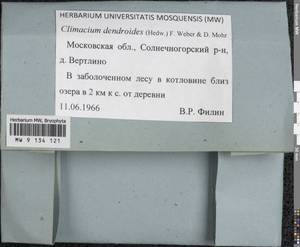 HERBARIUM UNIVERSITATIS MOSQUENSIS (MW)
Climacium dendroides (Hedw.) F. Weber & D. Mohr
Московская обл., Солнечногорский р-н,
д. Вертлино
В заболоченном лесу в котловине близ
озера в 2 км к с. от деревни
11.06.1966
В.Р. Филин
Herbarium MW, Bryophyta
MW 9 134 121